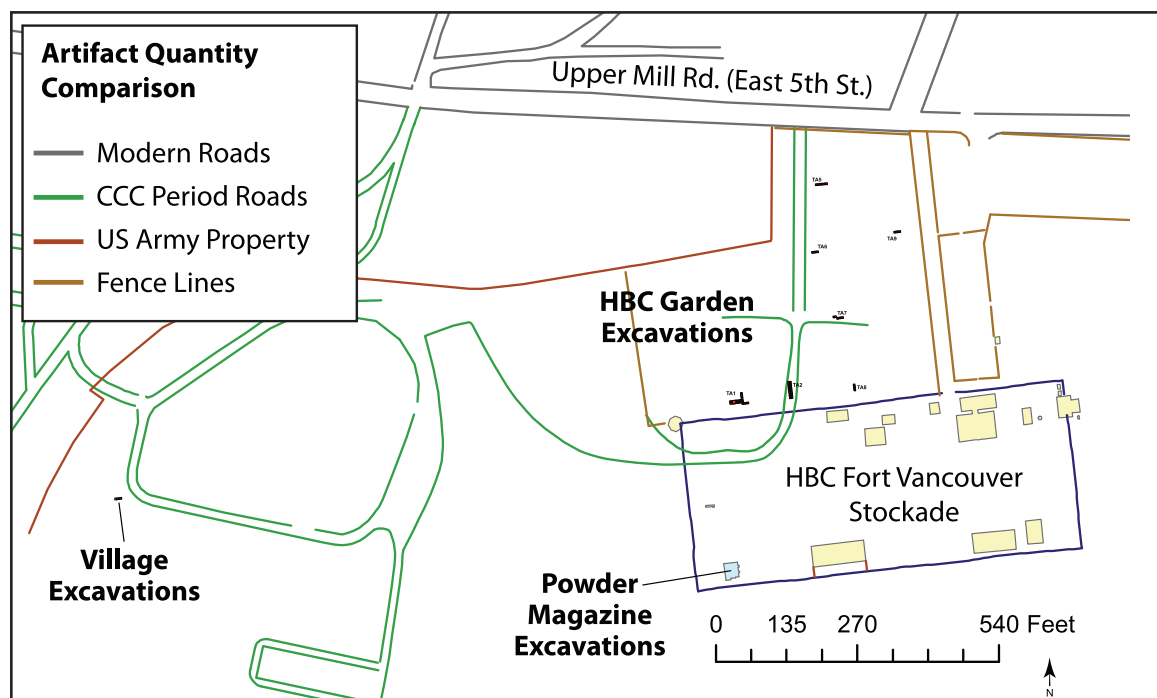 Artifact Quantity
Comparison
Modern Roads
CCC Period Roads
US Army Property
Fence Lines
Upper Mill Rd. (East 5th St.)
TA5
TA9
TA6
HBC Garden
Excavations
TA7
TA1
TA2
TA8
HBC Fort Vancouver
Stockade
Village
Excavations
Powder
Magazine
Excavations
0 135 270 540 Feet
N